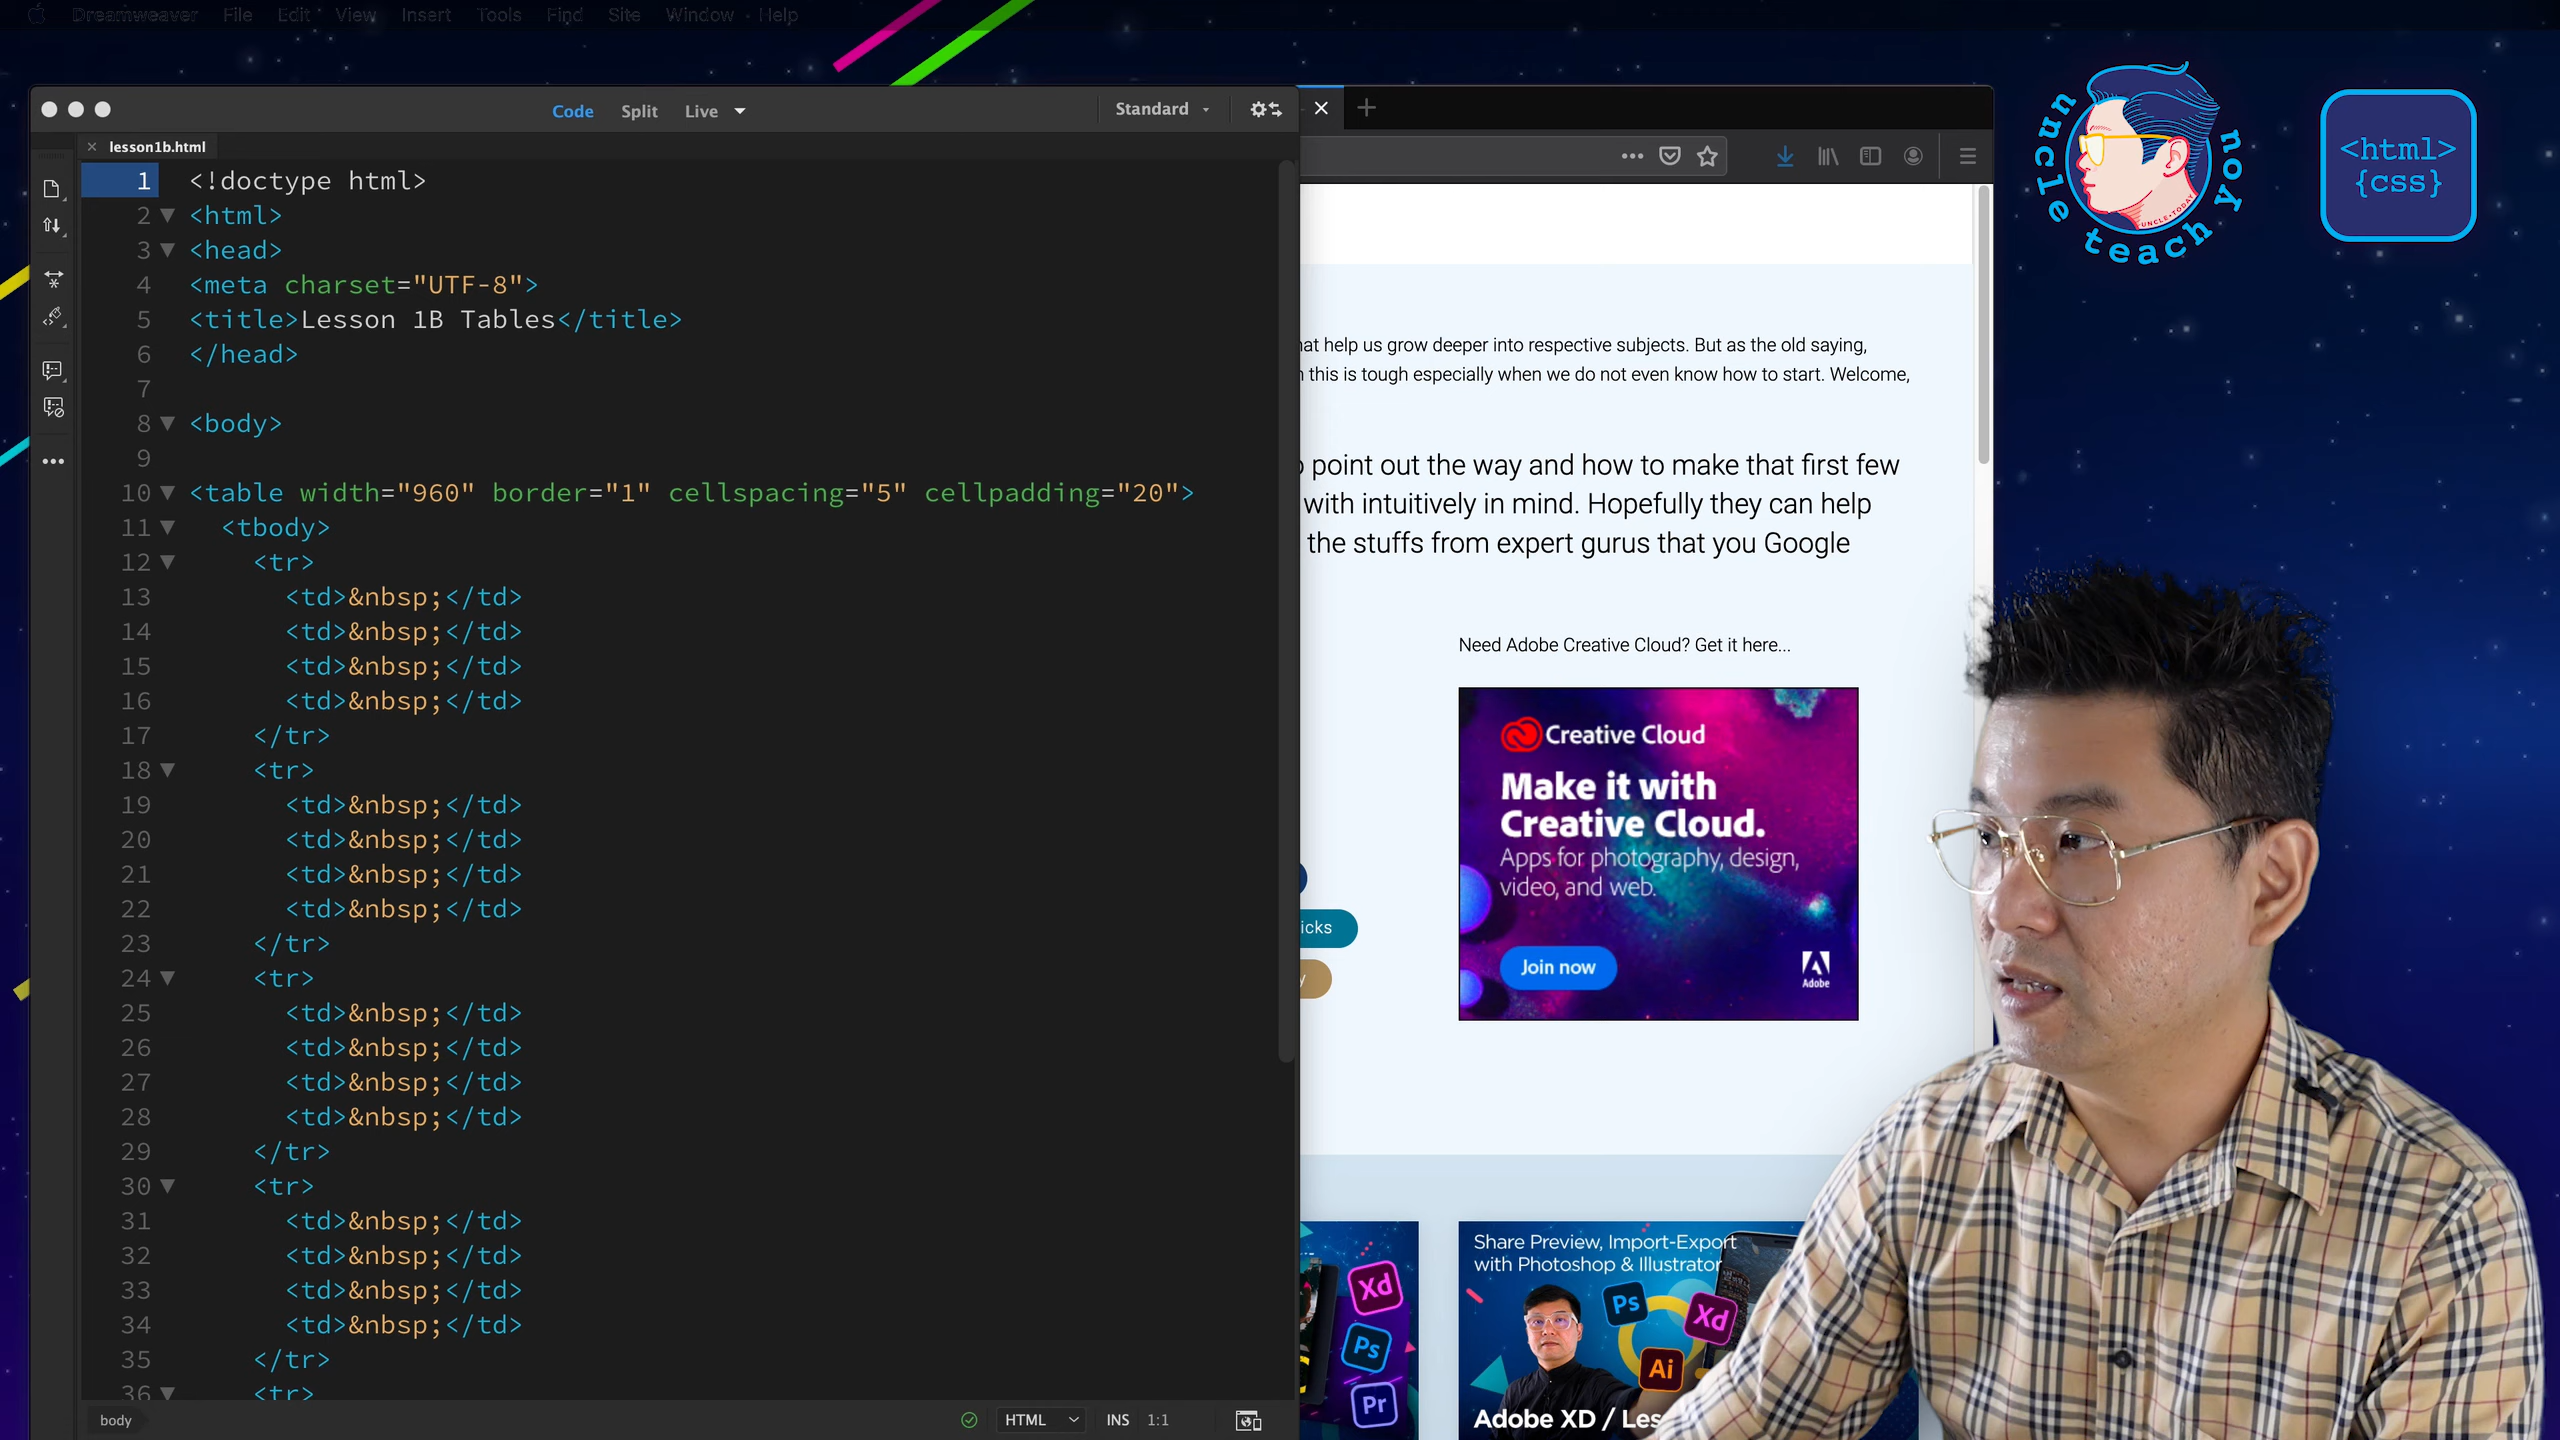 Dreamweaver File Edit View Insert Tools Find Site Window Help
Code Split Live Standard
lesson1b.html
1 <!doctype html>
2 <html>
3 <head>
4 <meta charset="UTF-8">
5 <title>Lesson 1B Tables</title>
6 </head>
7
8 <body>
9
10 <table width="960" border="1" cellspacing="5" cellpadding="20">
11 <tbody>
12 <tr>
13 <td>&nbsp;</td>
14 <td>&nbsp;</td>
15 <td>&nbsp;</td>
16 <td>&nbsp;</td>
17 </tr>
18 <tr>
19 <td>&nbsp;</td>
20 <td>&nbsp;</td>
21 <td>&nbsp;</td>
22 <td>&nbsp;</td>
23 </tr>
24 <tr>
25 <td>&nbsp;</td>
26 <td>&nbsp;</td>
27 <td>&nbsp;</td>
28 <td>&nbsp;</td>
29 </tr>
30 <tr>
31 <td>&nbsp;</td>
32 <td>&nbsp;</td>
33 <td>&nbsp;</td>
34 <td>&nbsp;</td>
35 </tr>
36 <tr>
body HTML INS 1:1
help us grow deeper into respective subjects. But as the old saying,
this is tough especially when we do not even know how to start. Welcome,
point out the way and how to make that first few
with intuitively in mind. Hopefully they can help
the stuffs from expert gurus that you Google
Need Adobe Creative Cloud? Get it here...
Creative Cloud
Make it with
Creative Cloud.
Apps for photography, design,
video, and web.
Join now
Adobe
icks
y
Xd
Ps
Pr
Share Preview, Import-Export
with Photoshop & Illustrator
Ps
Xd
Ai
Adobe XD / Les
uncle teach you
UNCLE•TODAY
<html>
{css}